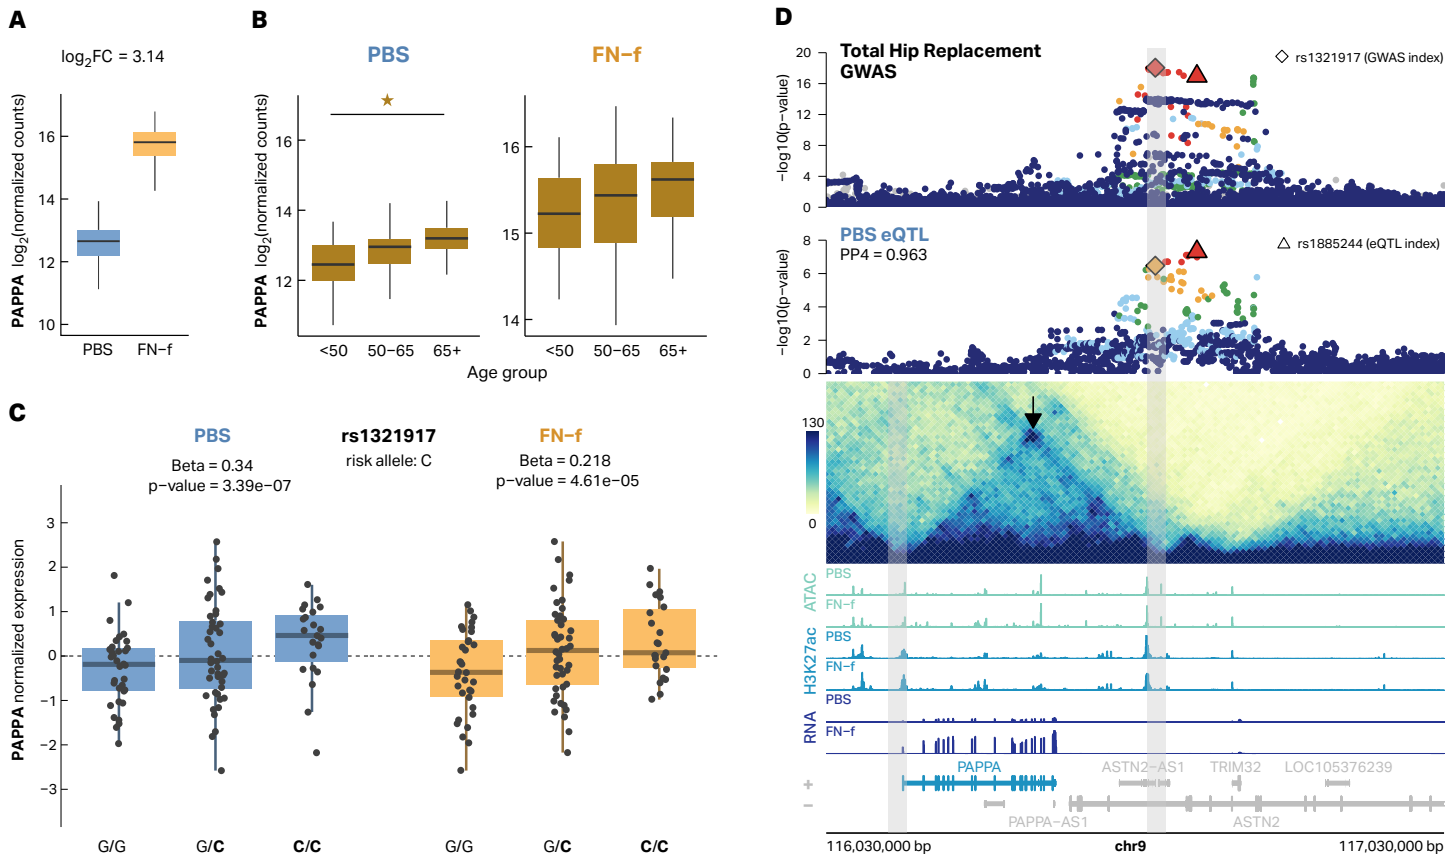 A
log2FC = 3.14
PAPPA log2(normalized counts)
16
14
12
10
PBS
FN−f
B
PBS
FN−f
PAPPA log2(normalized counts)
★
16
14
12
<50
50−65
65+
16
15
14
<50
50−65
65+
Age group
C
PBS
Beta = 0.34
p−value = 3.39e−07
rs1321917
risk allele: C
FN−f
Beta = 0.218
p−value = 4.61e−05
PAPPA normalized expression
3
2
1
0
−1
−2
−3
G/G
G/C
C/C
G/G
G/C
C/C
D
Total Hip Replacement
GWAS
rs1321917 (GWAS index)
−log10(p−value)
20
16
12
8
4
0
PBS eQTL
PP4 = 0.963
rs1885244 (eQTL index)
−log10(p−value)
8
6
4
2
0
130
0
ATAC
PBS
FN−f
H3K27ac
PBS
FN−f
RNA
PBS
FN−f
PAPPA
ASTN2−AS1
TRIM32
LOC105376239
+
−
PAPPA−AS1
ASTN2
116,030,000 bp
chr9
117,030,000 bp